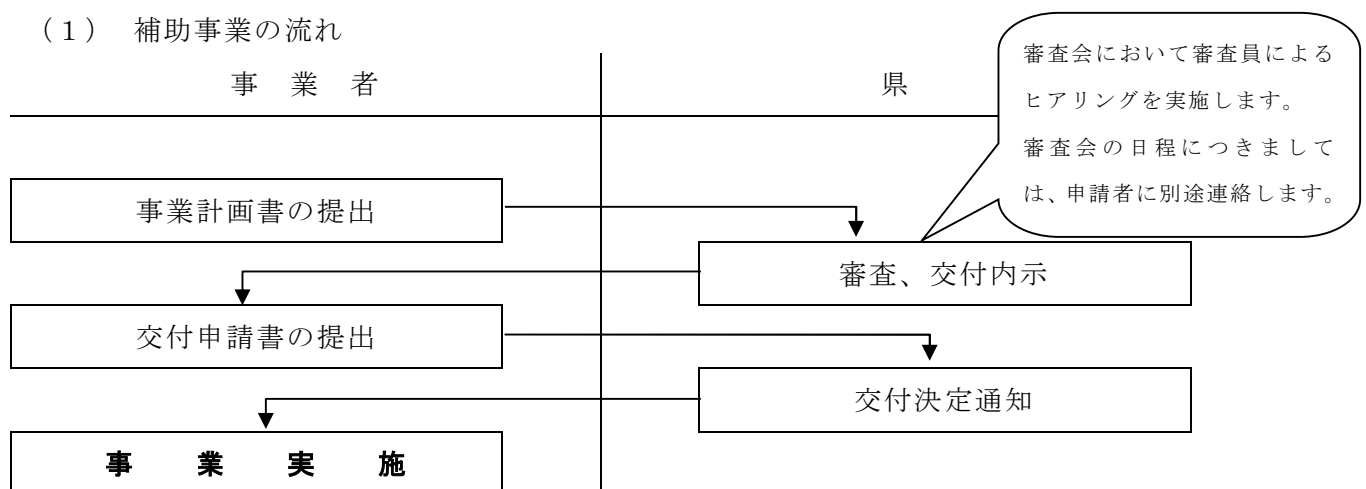 （１） 補助事業の流れ
事 業 者
県
審査会において審査員による
ヒアリングを実施します。
審査会の日程につきまして
は、申請者に別途連絡します。
事業計画書の提出
審査、交付内示
交付申請書の提出
交付決定通知
事 業 実 施